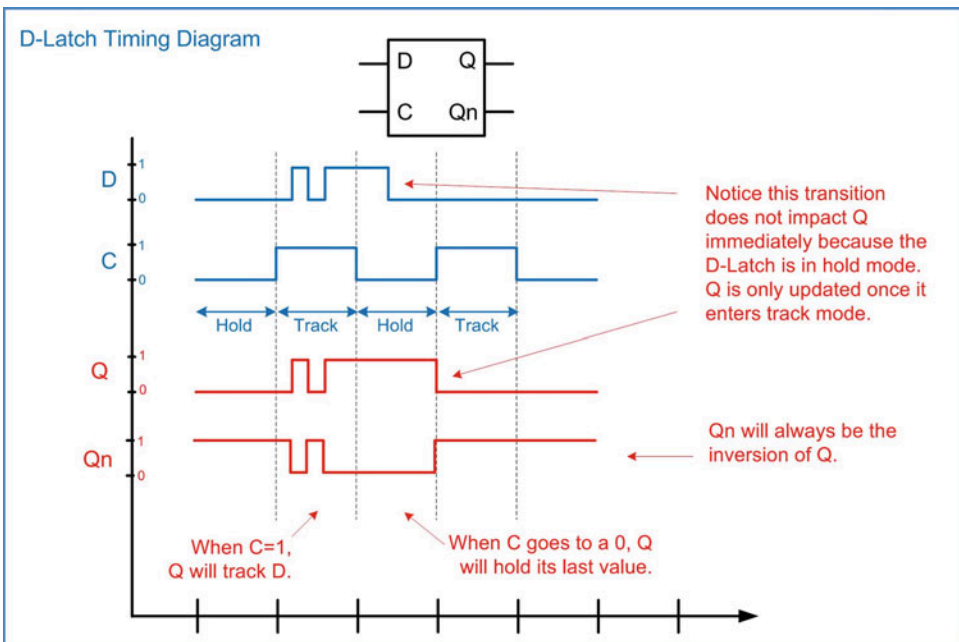 D-Latch Timing Diagram
D Q
C Qn
D 1
0
Notice this transition
does not impact Q
immediately because the
D-Latch is in hold mode.
Q is only updated once it
enters track mode.
C 1
0
Hold Track Hold Track
Q 1
0
Qn 1
0
Qn will always be the
inversion of Q.
When C=1,
Q will track D.
When C goes to a 0, Q
will hold its last value.